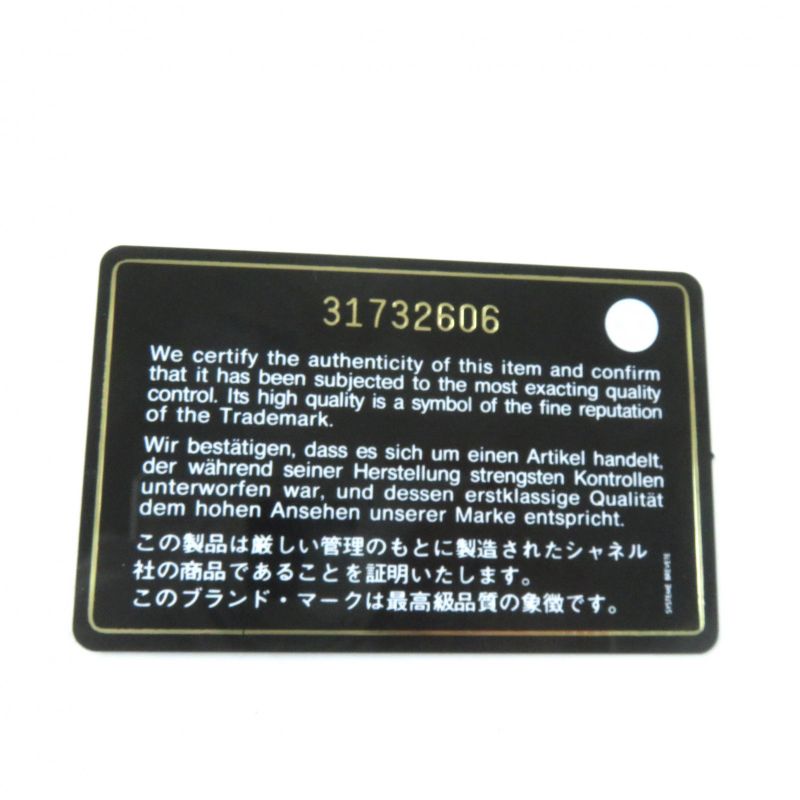 31732606
We certify the authenticity of this item and confirm
that it has been subjected to the most exacting quality
control. Its high quality is a symbol of the fine reputation
of the Trademark.
Wir bestätigen, dass es sich um einen Artikel handelt,
der während seiner Herstellung strengsten Kontrollen
unterworfen war, und dessen erstklassige Qualität
dem hohen Ansehen unserer Marke entspricht.
この製品は厳しい管理のもとに製造されたシャネル
社の商品であることを証明いたします。
このブランド・マークは最高級品質の象徴です。
SYSTEME BREVETE